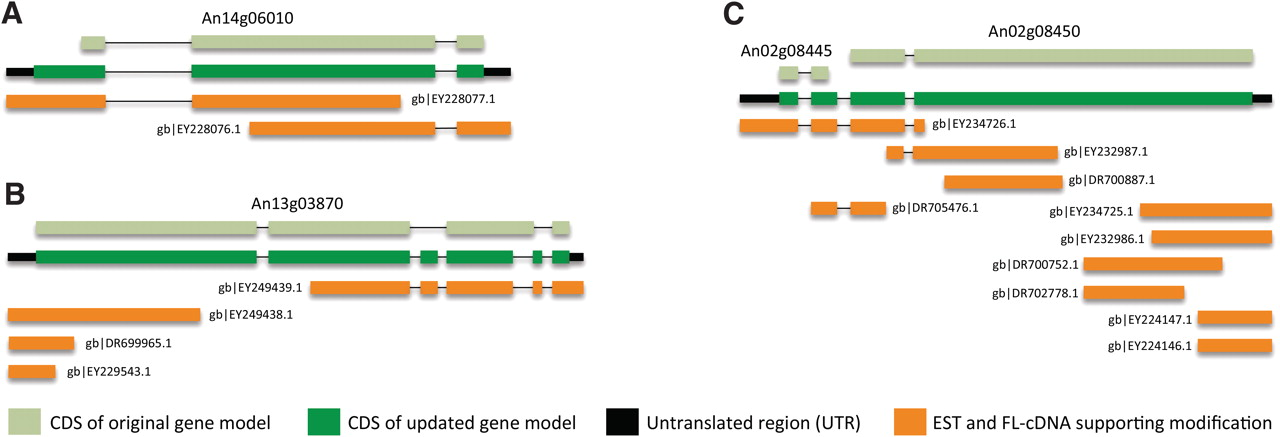 A
An14g06010
gb|EY228077.1
gb|EY228076.1
B
An13g03870
gb|EY249439.1
gb|EY249438.1
gb|DR699965.1
gb|EY229543.1
C
An02g08450
An02g08445
gb|EY234726.1
gb|EY232987.1
gb|DR700887.1
gb|DR705476.1
gb|EY234725.1
gb|EY232986.1
gb|DR700752.1
gb|DR702778.1
gb|EY224147.1
gb|EY224146.1
CDS of original gene model
CDS of updated gene model
Untranslated region (UTR)
EST and FL-cDNA supporting modification